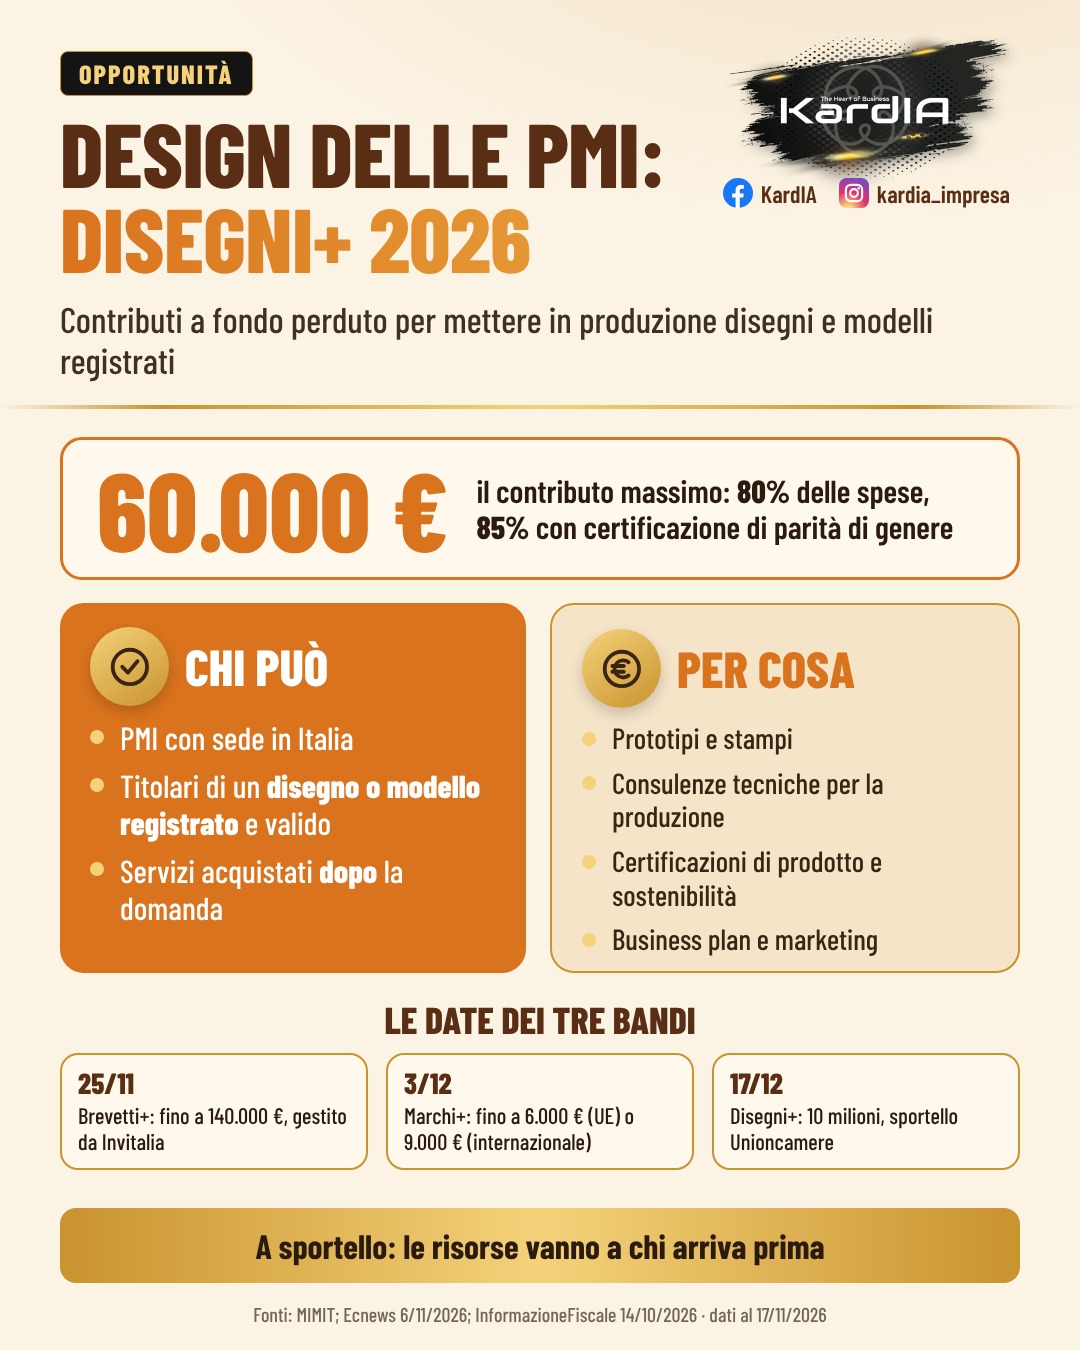 OPPORTUNITÀ
The Heart of Business
KardIA
DESIGN DELLE PMI:
DISEGNI+ 2026
KardIA
kardia_impresa
Contributi a fondo perduto per mettere in produzione disegni e modelli
registrati
60.000 €
il contributo massimo: 80% delle spese,
85% con certificazione di parità di genere
CHI PUÒ
PMI con sede in Italia
Titolari di un disegno o modello
registrato e valido
Servizi acquistati dopo la
domanda
PER COSA
Prototipi e stampi
Consulenze tecniche per la
produzione
Certificazioni di prodotto e
sostenibilità
Business plan e marketing
LE DATE DEI TRE BANDI
25/11
Brevetti+: fino a 140.000 €, gestito
da Invitalia
3/12
Marchi+: fino a 6.000 € (UE) o
9.000 € (internazionale)
17/12
Disegni+: 10 milioni, sportello
Unioncamere
A sportello: le risorse vanno a chi arriva prima
Fonti: MIMIT; Ecnews 6/11/2026; InformazioneFiscale 14/10/2026 · dati al 17/11/2026